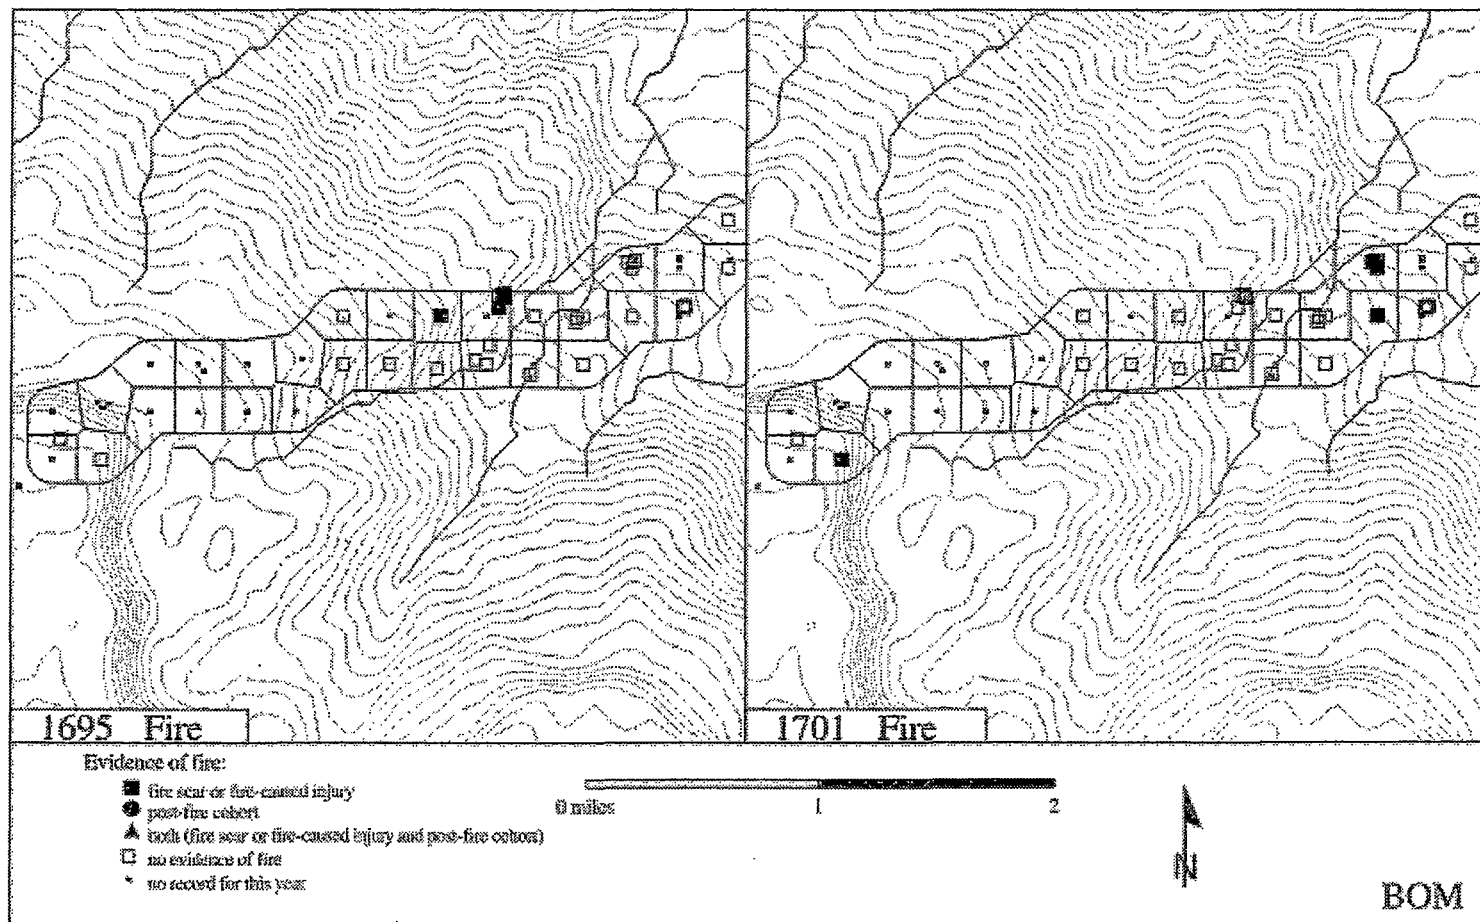 1695 Fire
1701 Fire
Evidence of fire:
fire scar or fire-caused injury
post-fire cohort
both (fire scar or fire-caused injury and post-fire cohort)
no evidence of fire
no record for this year
0 miles 1 2
N
BOM